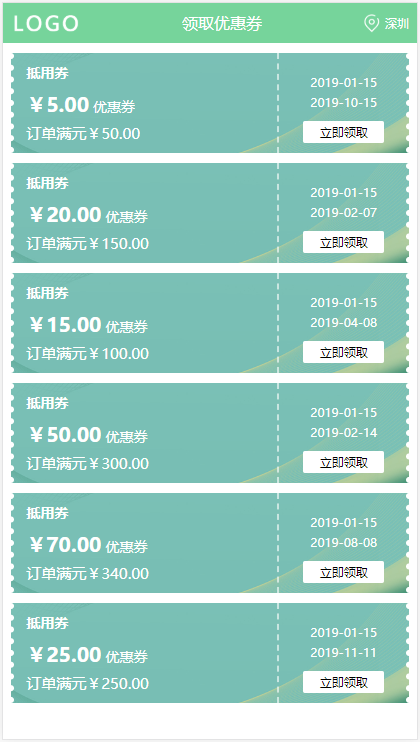 LOGO 领取优惠券 深圳
抵用券
￥5.00 优惠券
订单满元￥50.00
2019-01-15
2019-10-15
立即领取
抵用券
￥20.00 优惠券
订单满元￥150.00
2019-01-15
2019-02-07
立即领取
抵用券
￥15.00 优惠券
订单满元￥100.00
2019-01-15
2019-04-08
立即领取
抵用券
￥50.00 优惠券
订单满元￥300.00
2019-01-15
2019-02-14
立即领取
抵用券
￥70.00 优惠券
订单满元￥340.00
2019-01-15
2019-08-08
立即领取
抵用券
￥25.00 优惠券
订单满元￥250.00
2019-01-15
2019-11-11
立即领取